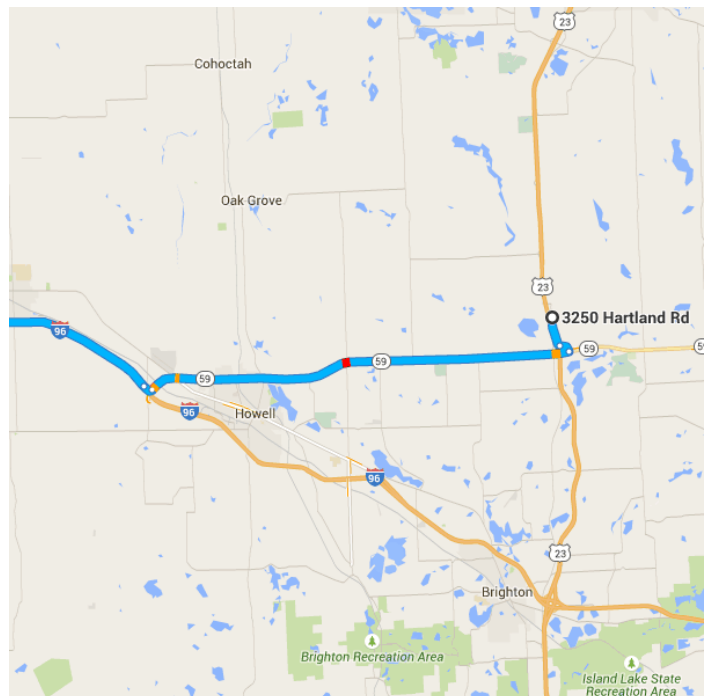 23
Cohoctah
Oak Grove
23
3250 Hartland Rd
96
59
59
59
59
96
Howell
96
23
Brighton
Brighton Recreation Area
Island Lake State
Recreation Area